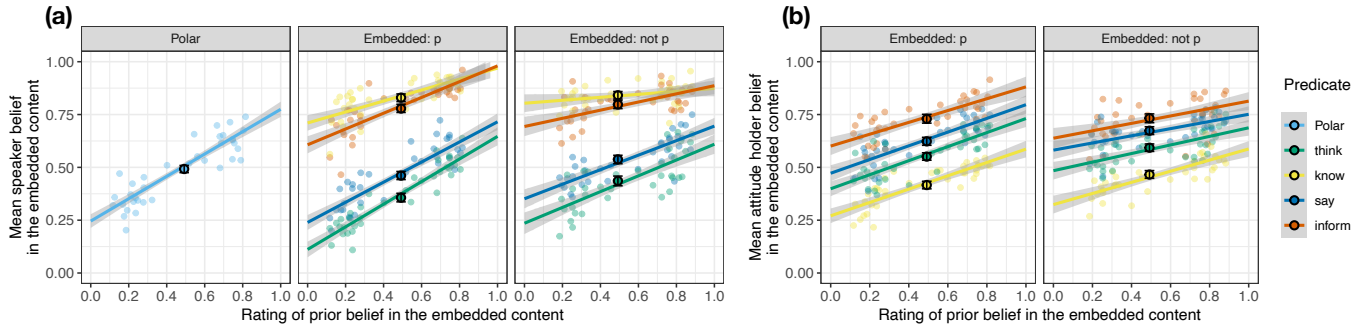 (a)
(b)
Polar
Embedded: p
Embedded: not p
Embedded: p
Embedded: not p
Mean speaker belief
in the embedded content
1.00
0.75
0.50
0.25
0.00
0.0 0.2 0.4 0.6 0.8 1.0
0.0 0.2 0.4 0.6 0.8 1.0
0.0 0.2 0.4 0.6 0.8 1.0
Rating of prior belief in the embedded content
Mean attitude holder belief
in the embedded content
1.00
0.75
0.50
0.25
0.00
0.0 0.2 0.4 0.6 0.8 1.0
0.0 0.2 0.4 0.6 0.8 1.0
Rating of prior belief in the embedded content
Predicate
Polar
think
know
say
inform